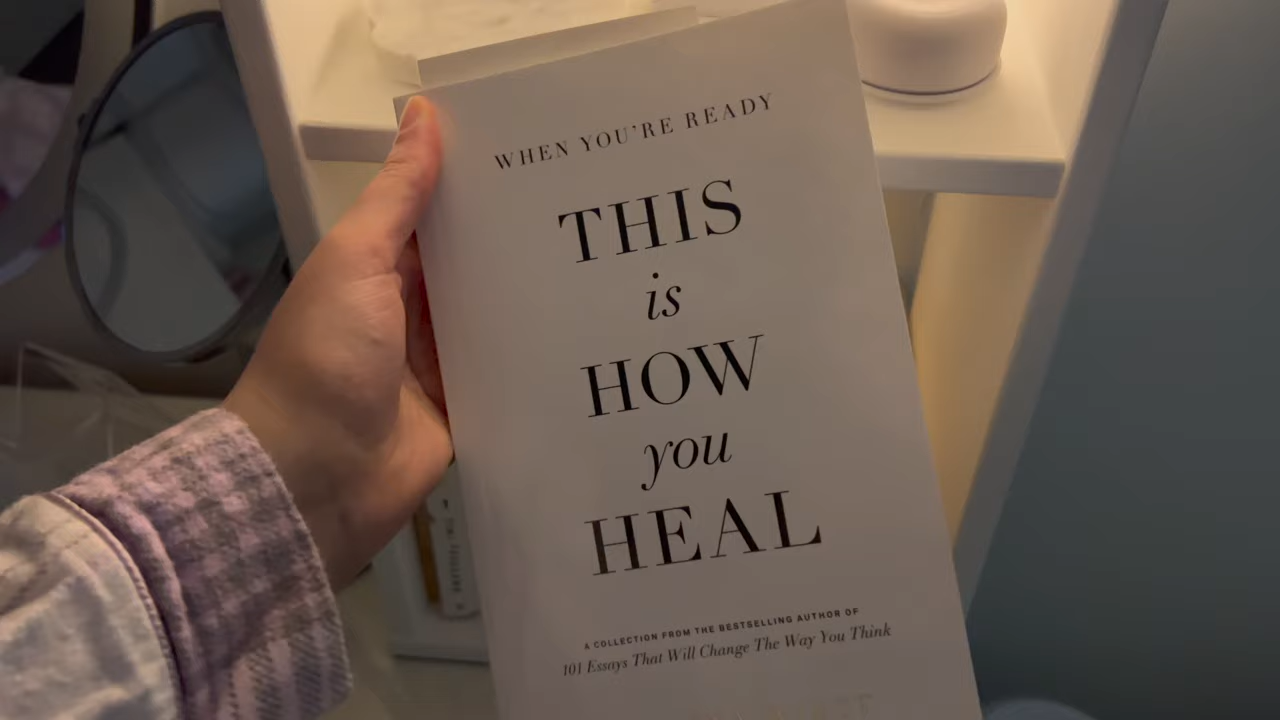 WHEN YOU'RE READY
THIS
is
HOW
you
HEAL
A COLLECTION FROM THE BESTSELLING AUTHOR OF
101 Essays That Will Change The Way You Think